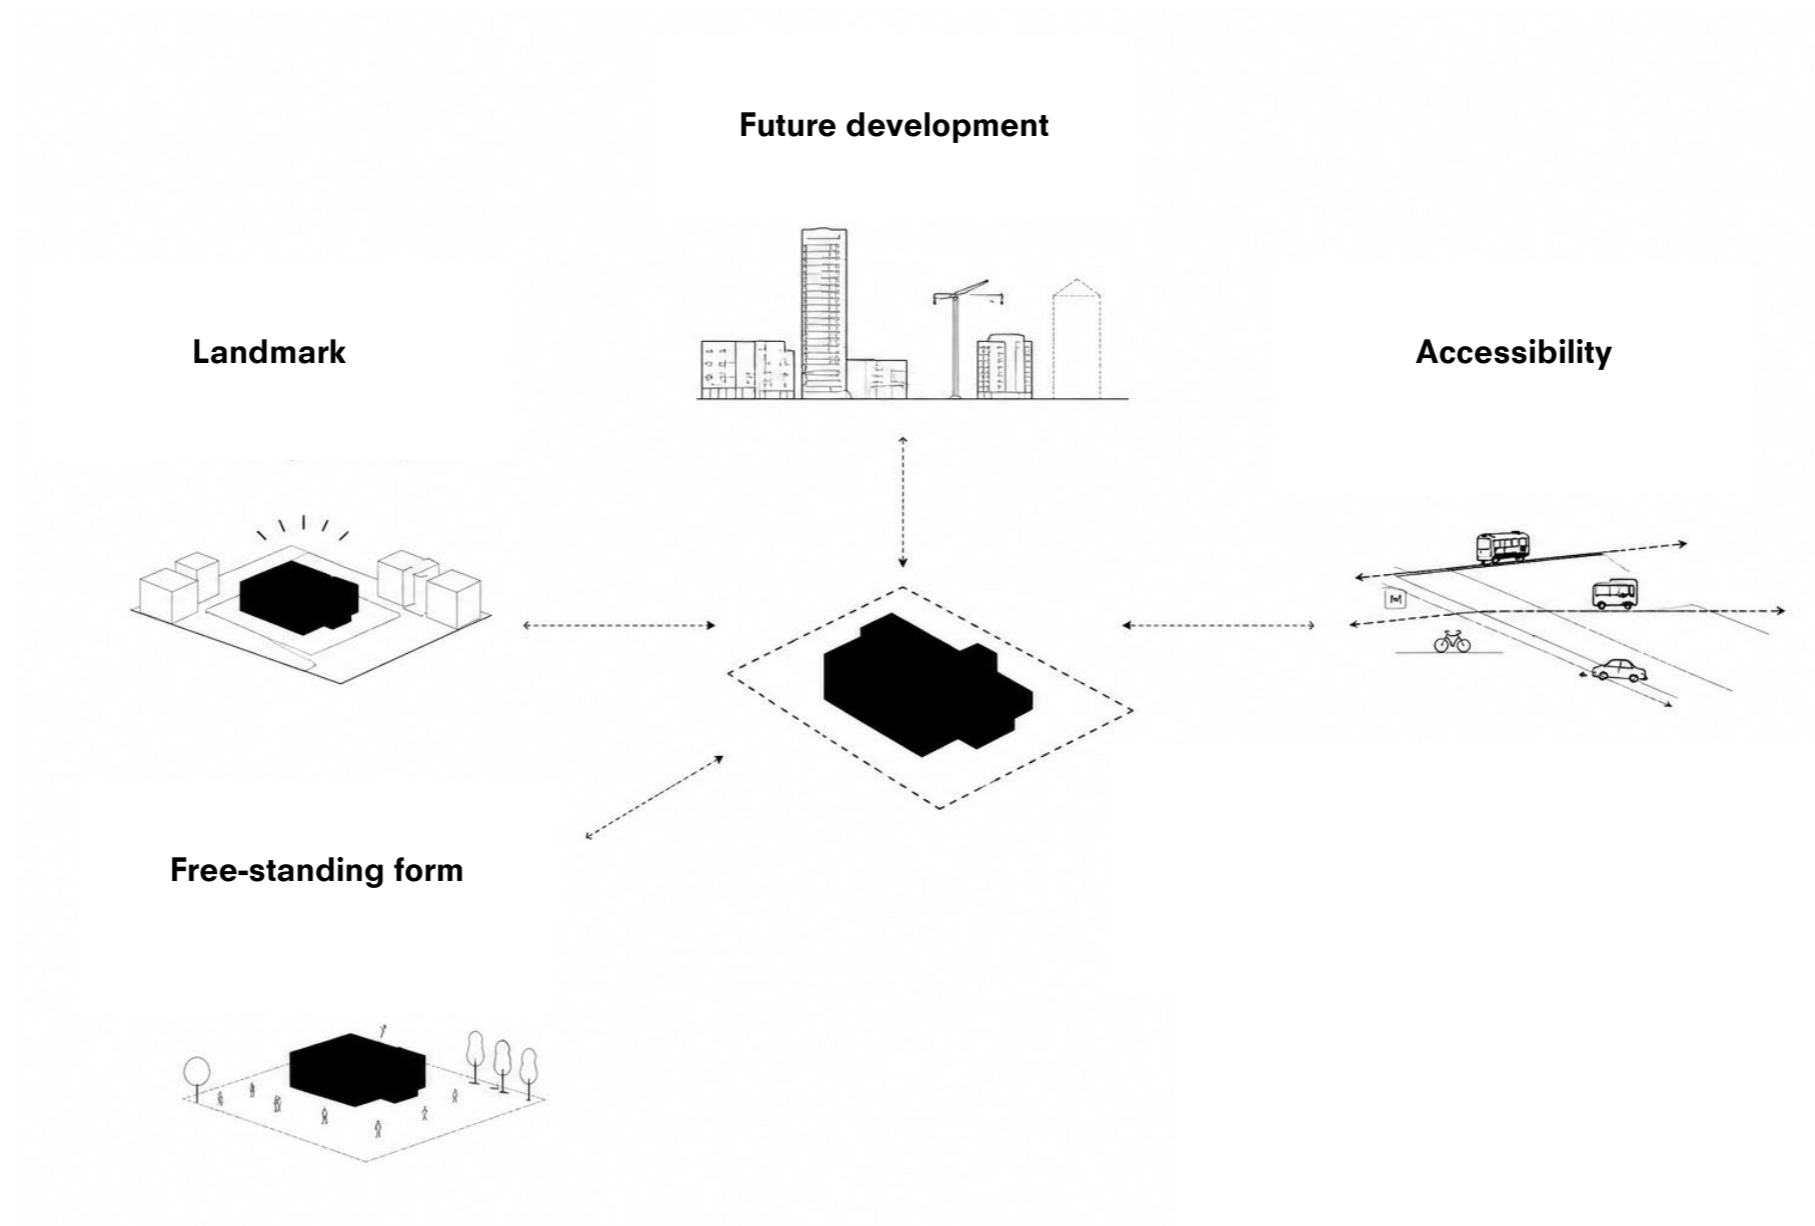 Future development
Landmark
Accessibility
Free-standing form